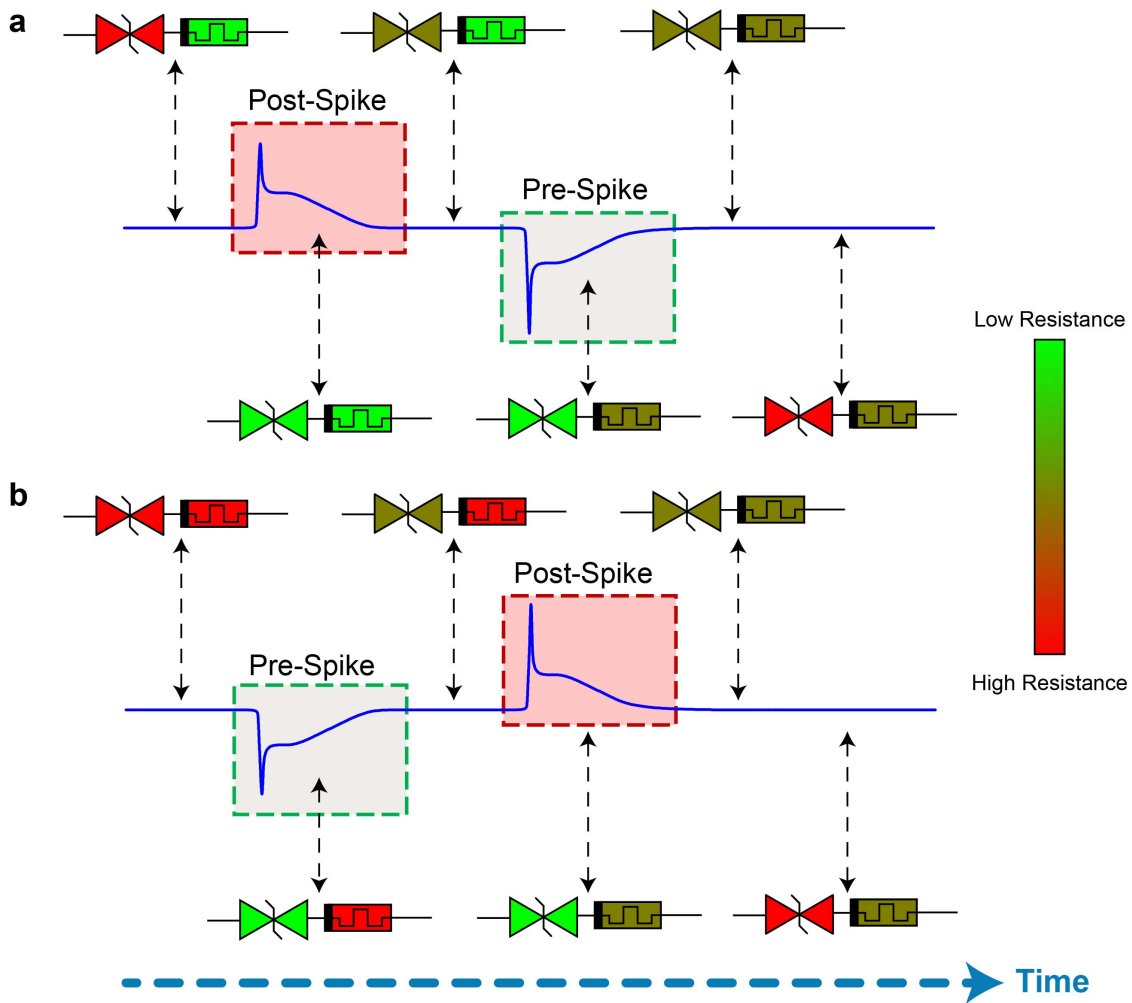 a
Post-Spike
Pre-Spike
Low Resistance
High Resistance
b
Post-Spike
Pre-Spike
Time